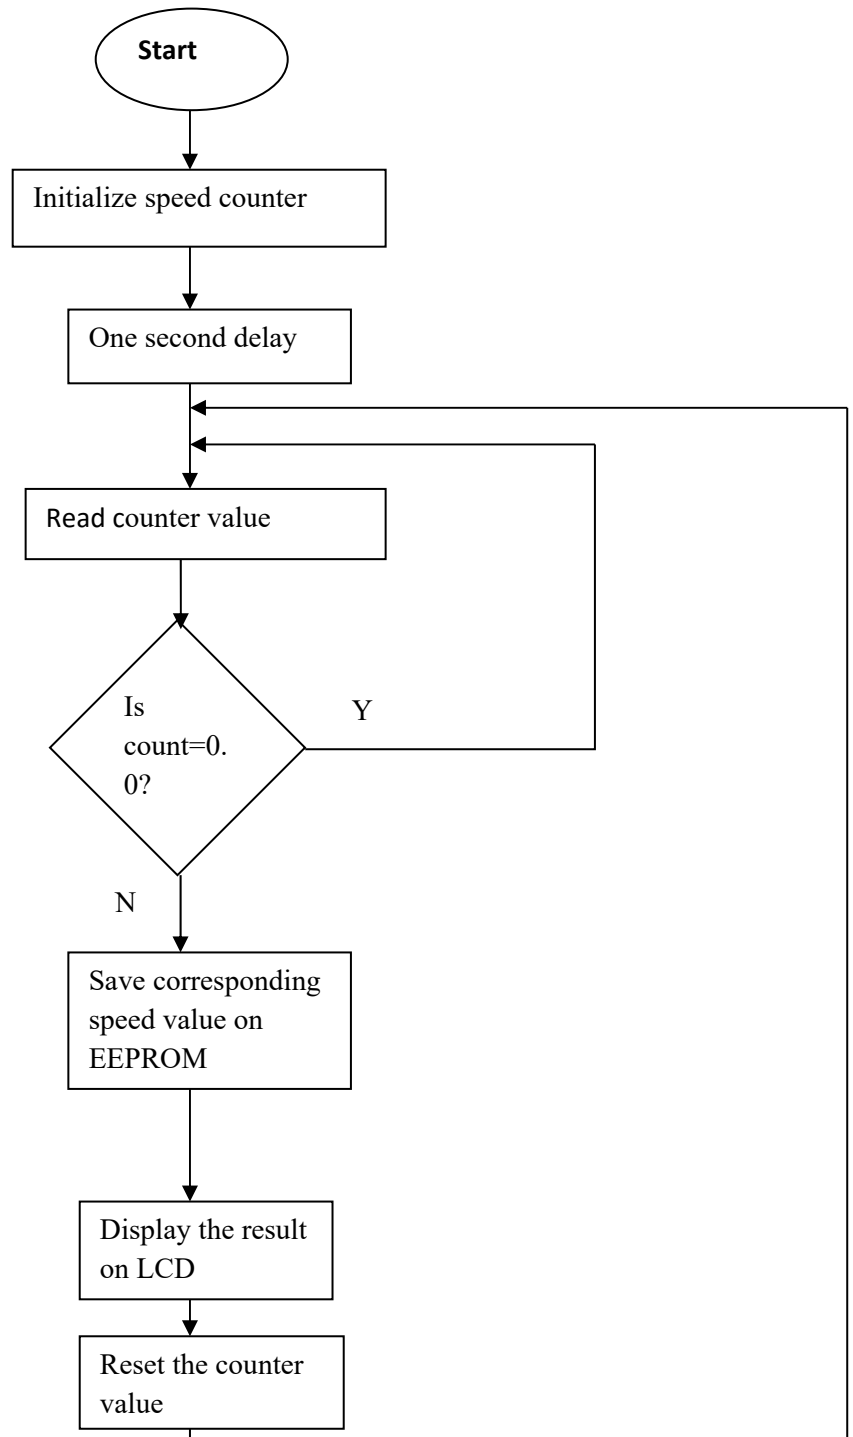 Start
Initialize speed counter
One second delay
Read counter value
Is
count=0.
0?
Y
N
Save corresponding
speed value on
EEPROM
Display the result
on LCD
Reset the counter
value